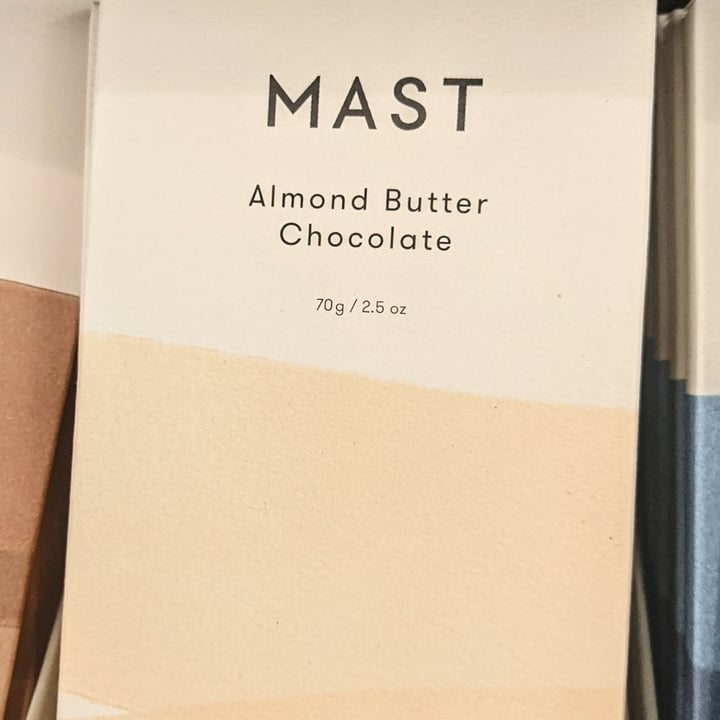 MAST
Almond Butter
Chocolate
70g / 2.5 oz